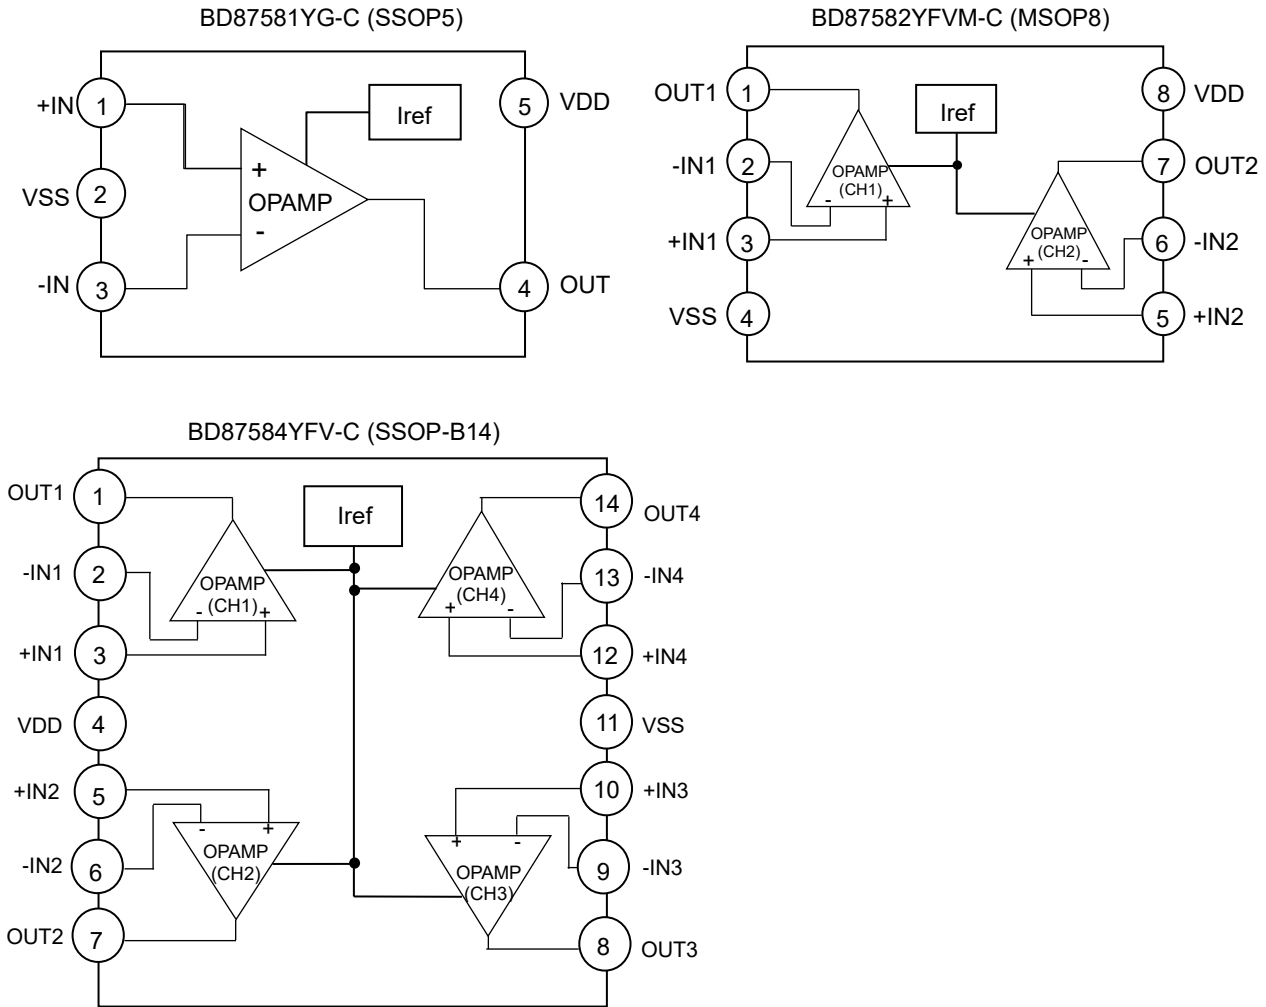 BD87581YG-C (SSOP5)
+IN
1
VSS
2
-IN
3
+
OPAMP
-
Iref
5
VDD
4
OUT
BD87582YFVM-C (MSOP8)
OUT1
1
-IN1
2
+IN1
3
VSS
4
OPAMP
(CH1)
- +
Iref
OPAMP
(CH2)
+ -
8
VDD
7
OUT2
6
-IN2
5
+IN2
BD87584YFV-C (SSOP-B14)
OUT1
1
-IN1
2
+IN1
3
VDD
4
+IN2
5
-IN2
6
OUT2
7
OPAMP
(CH1)
- +
Iref
OPAMP
(CH4)
+ -
- +
OPAMP
(CH2)
+ -
OPAMP
(CH3)
14
OUT4
13
-IN4
12
+IN4
11
VSS
10
+IN3
9
-IN3
8
OUT3